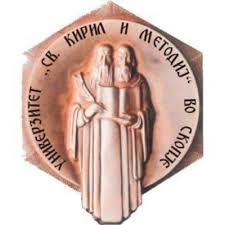 УНИВЕРЗИТЕТ „СВ. КИРИЛ И МЕТОДИЈ“ ВО СКОПЈЕ